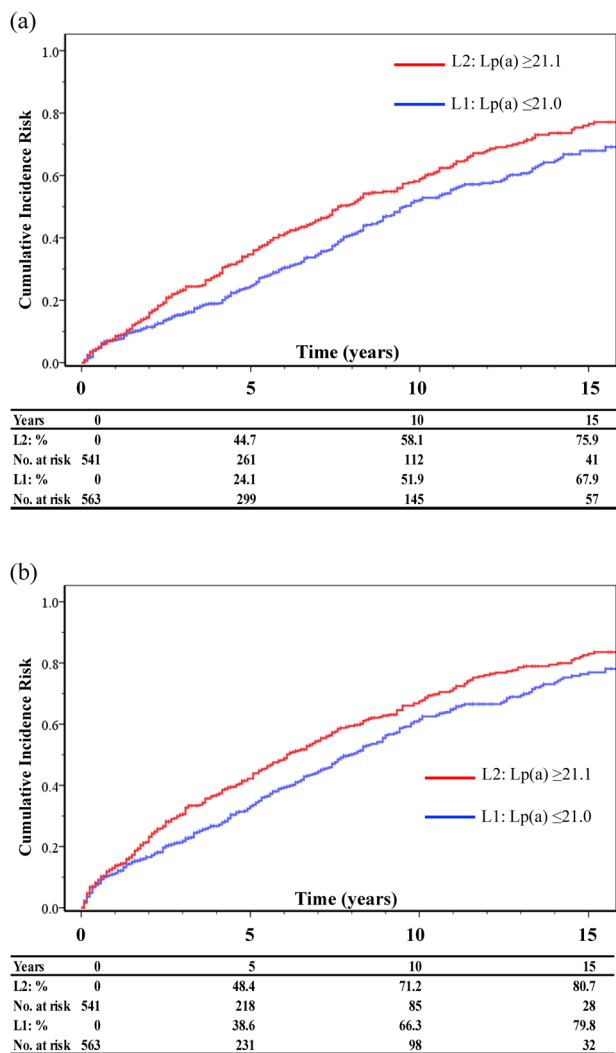 (a)
1.0
L2: Lp(a) ≥21.1
L1: Lp(a) ≤21.0
0.8
0.6
0.4
0.2
0.0
Cumulative Incidence Risk
Time (years)
0 5 10 15
Years 0 10 15
L2: % 0 44.7 58.1 75.9
No. at risk 541 261 112 41
L1: % 0 24.1 51.9 67.9
No. at risk 563 299 145 57
(b)
1.0
0.8
0.6
0.4
0.2
0.0
Cumulative Incidence Risk
L2: Lp(a) ≥21.1
L1: Lp(a) ≤21.0
Time (years)
0 5 10 15
Years 0 5 10 15
L2: % 0 48.4 71.2 80.7
No. at risk 541 218 85 28
L1: % 0 38.6 66.3 79.8
No. at risk 563 231 98 32